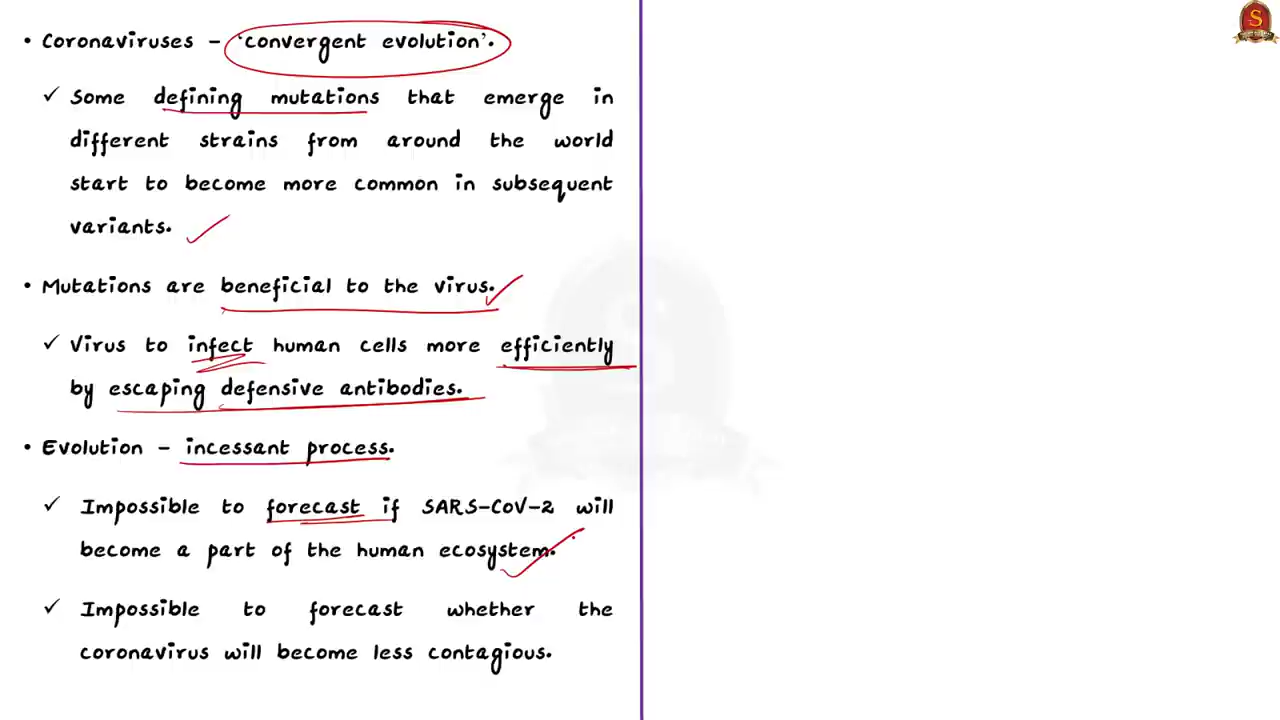 • Coronaviruses – 'convergent evolution'.
✓ Some defining mutations that emerge in
different strains from around the world
start to become more common in subsequent
variants.
• Mutations are beneficial to the virus.
✓ Virus to infect human cells more efficiently
by escaping defensive antibodies.
• Evolution – incessant process.
✓ Impossible to forecast if SARS-CoV-2 will
become a part of the human ecosystem.
✓ Impossible to forecast whether the
coronavirus will become less contagious.